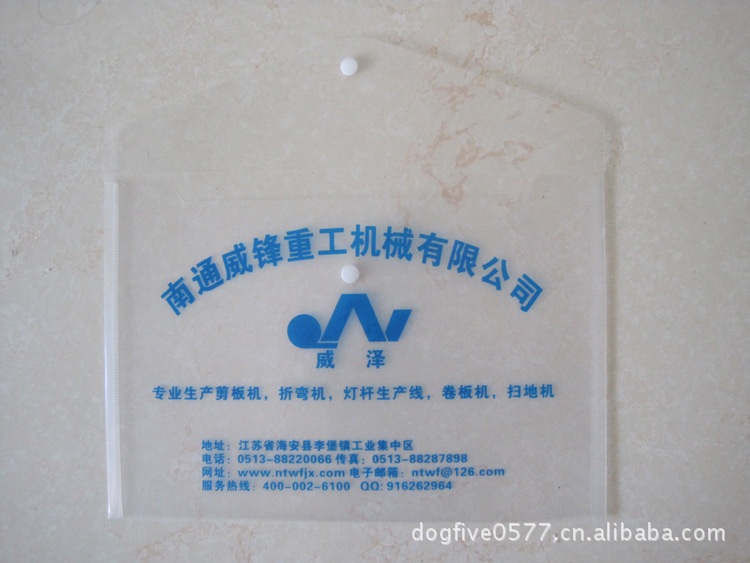 南通威锋重工机械有限公司
威泽
专业生产剪板机，折弯机，灯杆生产线，卷板机，扫地机
地址：江苏省海安县李堡镇工业集中区
电话：0513-88220066 传真：0513-88287898
网址：www.ntwfjx.com 电子邮箱：ntwf@126.com
服务热线：400-002-6100 QQ:916262964
dogfive0577.cn.alibaba.com